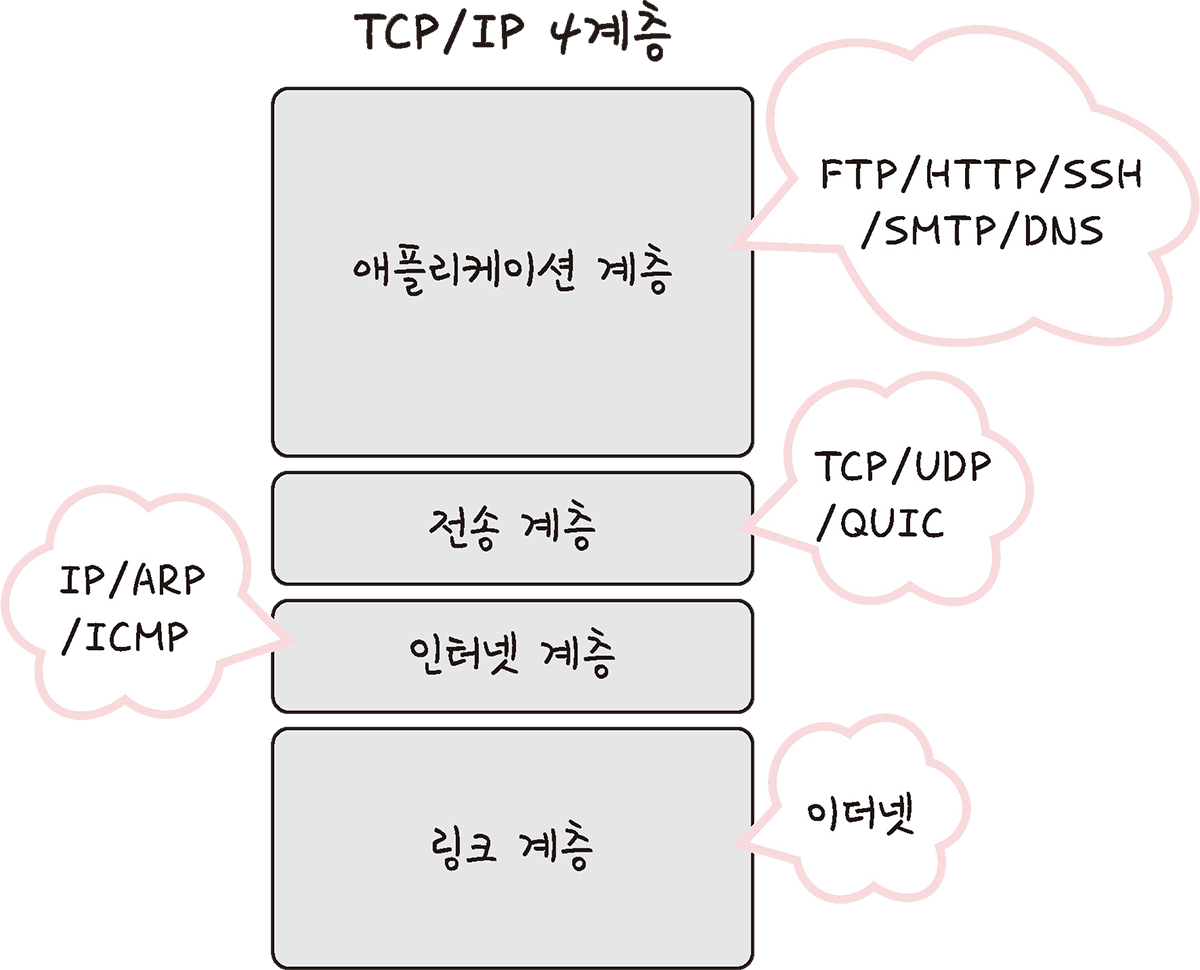 TCP/IP 4계층
애플리케이션 계층
FTP/HTTP/SSH
/SMTP/DNS
전송 계층
TCP/UDP
/QUIC
인터넷 계층
IP/ARP
/ICMP
링크 계층
이더넷